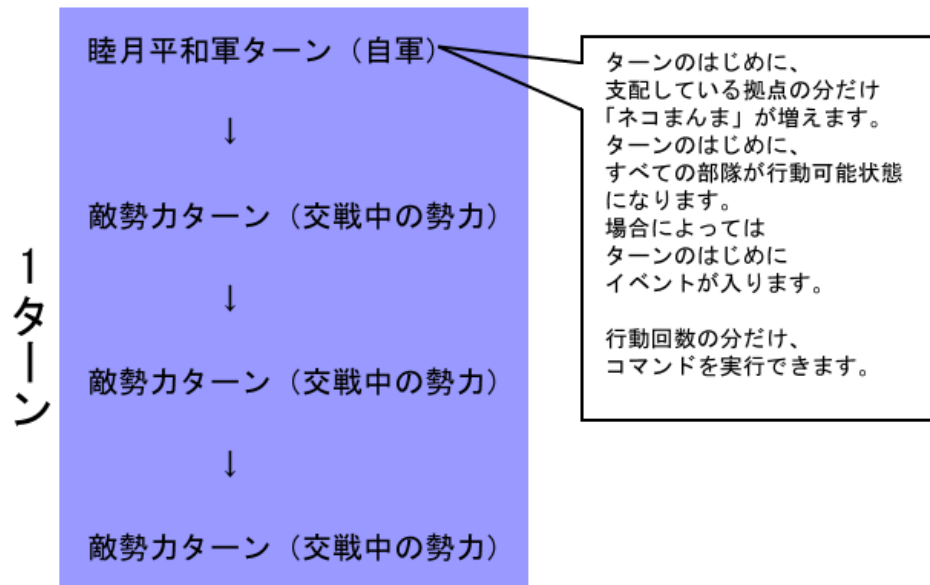 睦月平和軍ターン（自軍）
↓
敵勢力ターン（交戦中の勢力）
↓
敵勢力ターン（交戦中の勢力）
↓
敵勢力ターン（交戦中の勢力）
1ターン
ターンのはじめに、
支配している拠点の分だけ
「ネコまんま」が増えます。
ターンのはじめに、
すべての部隊が行動可能状態
になります。
場合によっては
ターンのはじめに
イベントが入ります。
行動回数の分だけ、
コマンドを実行できます。